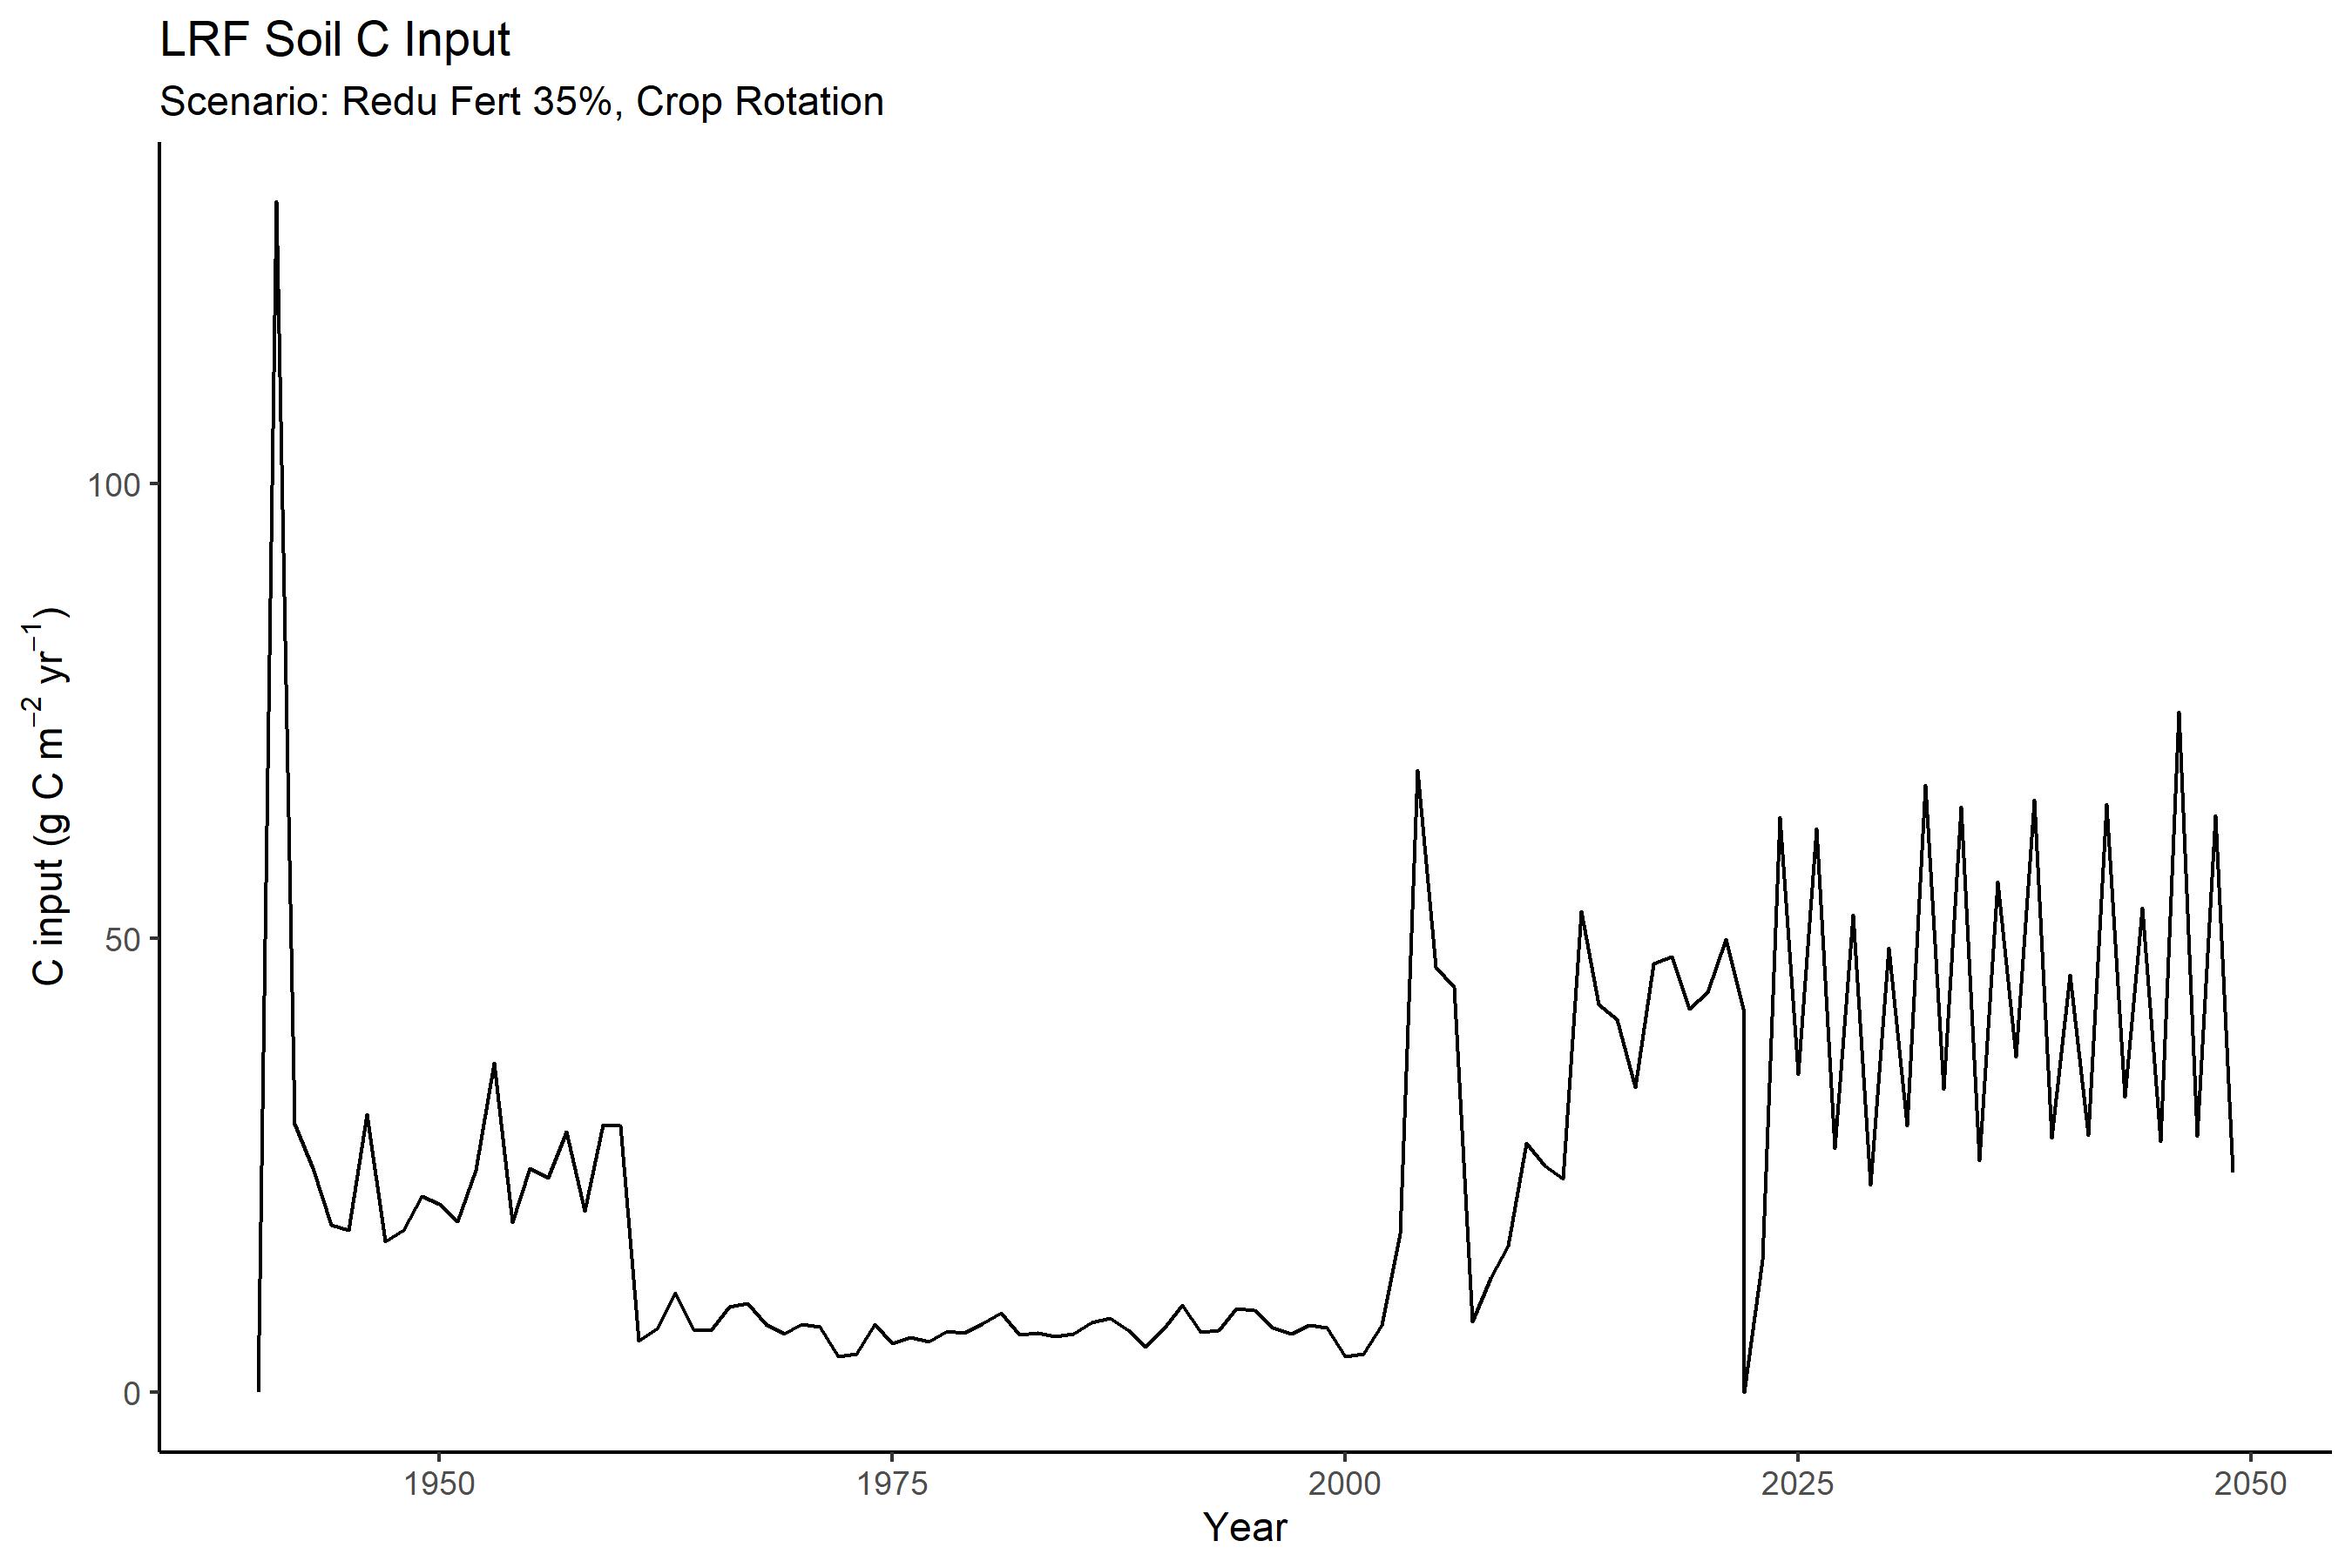 LRF Soil C Input
Scenario: Redu Fert 35%, Crop Rotation
C input (g C m⁻² yr⁻¹)
100
50
0
1950 1975 2000 2025 2050
Year